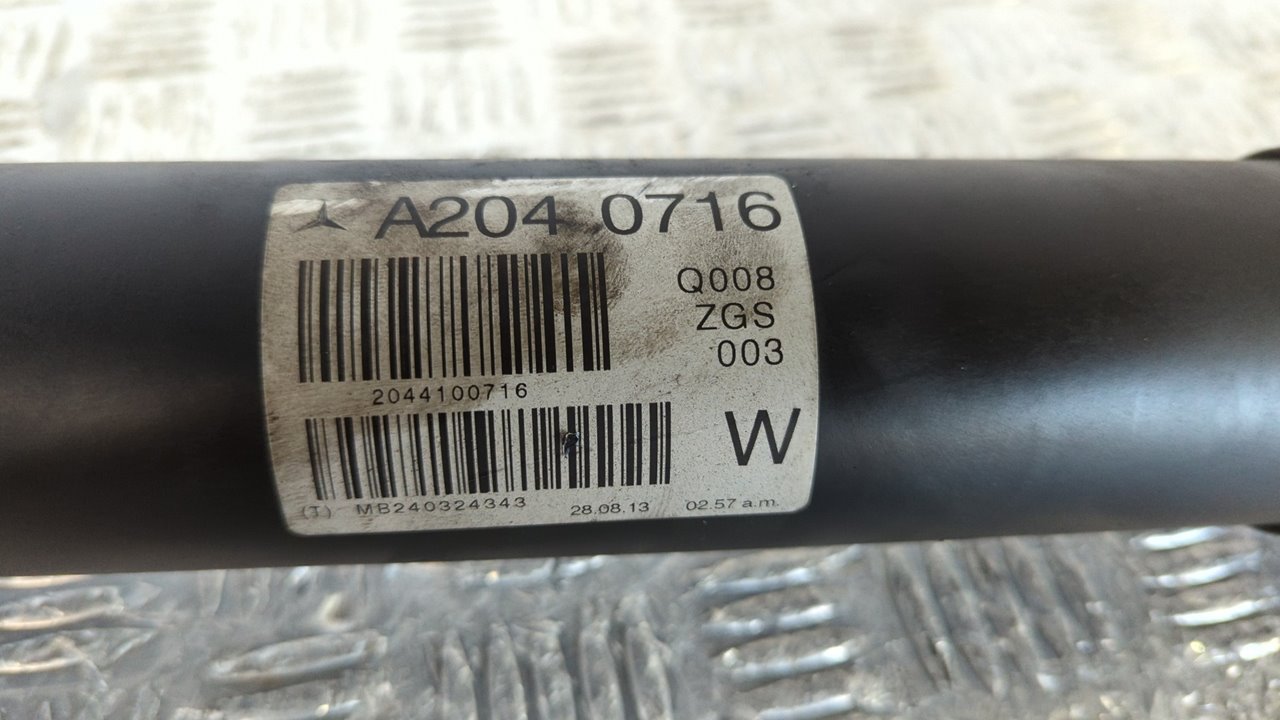 A204 0716
Q008
ZGS
003
2044100716
W
(T) MB240324343 28.08.13 02.57 a.m.